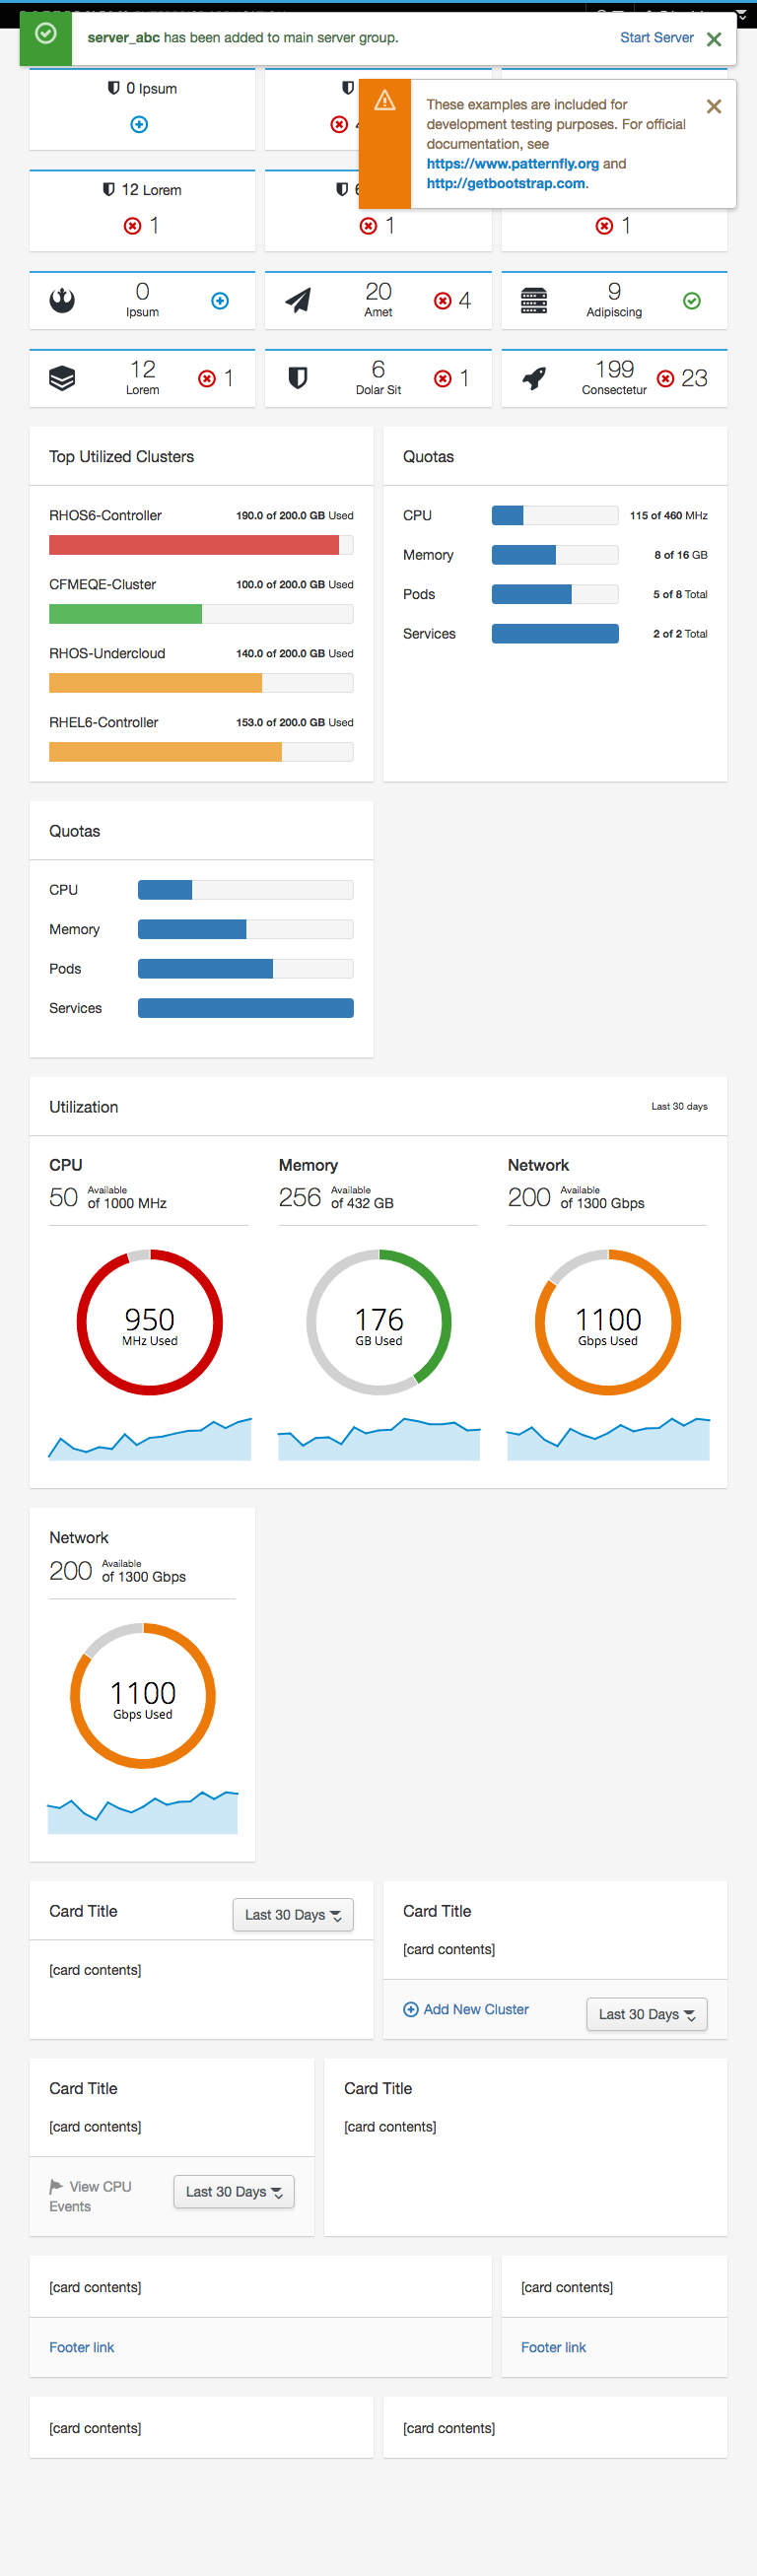 server_abc has been added to main server group. Start Server
0 Ipsum
These examples are included for
development testing purposes. For official
documentation, see
https://www.patternfly.org and
http://getbootstrap.com.
12 Lorem
1
1
1
0
Ipsum
20
Amet
4
9
Adipiscing
12
Lorem
1
6
Dolar Sit
1
199
Consectetur
23
Top Utilized Clusters
RHOS6-Controller 190.0 of 200.0 GB Used
CFMEQE-Cluster 100.0 of 200.0 GB Used
RHOS-Undercloud 140.0 of 200.0 GB Used
RHEL6-Controller 153.0 of 200.0 GB Used
Quotas
CPU 115 of 460 MHz
Memory 8 of 16 GB
Pods 5 of 8 Total
Services 2 of 2 Total
Quotas
CPU
Memory
Pods
Services
Utilization Last 30 days
CPU
50 Available
of 1000 MHz
950
MHz Used
Memory
256 Available
of 432 GB
176
GB Used
Network
200 Available
of 1300 Gbps
1100
Gbps Used
Network
200 Available
of 1300 Gbps
1100
Gbps Used
Card Title Last 30 Days
[card contents]
Card Title
[card contents]
Add New Cluster Last 30 Days
Card Title
[card contents]
View CPU
Events
Last 30 Days
Card Title
[card contents]
[card contents]
Footer link
[card contents]
Footer link
[card contents]
[card contents]